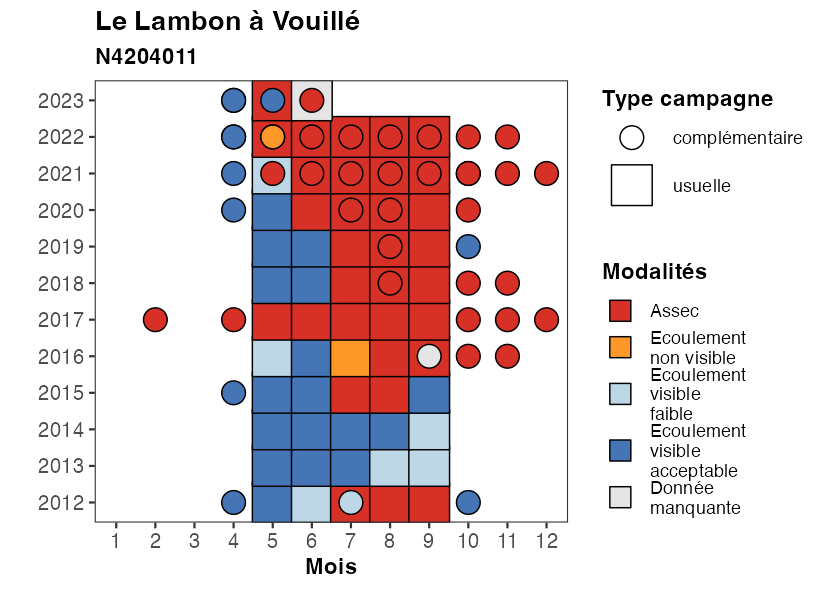 Le Lambon à Vouillé
N4204011
2023
2022
2021
2020
2019
2018
2017
2016
2015
2014
2013
2012
1 2 3 4 5 6 7 8 9 10 11 12
Mois
Type campagne
complémentaire
usuelle
Modalités
Assec
Ecoulement
non visible
Ecoulement
visible
faible
Ecoulement
visible
acceptable
Donnée
manquante